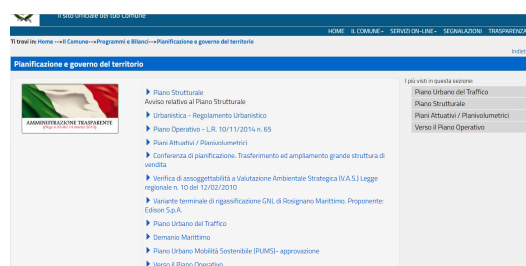 Il sito ufficiale del tuo Comune
HOME IL COMUNE SERVIZI ON-LINE SEGNALAZIONI TRASPARENZA
Ti trovi in: Home --->Il Comune--->Programmi e Bilanci--->Pianificazione e governo del territorio
Indiet
Pianificazione e governo del territorio
I più visti in questa sezione:
Piano Urbano del Traffico
Piano Strutturale
Piani Attuativi / Planivolumetrici
Verso il Piano Operativo
AMMINISTRAZIONE TRASPARENTE
(Dlgs n.33 del 14 marzo 2013)
Piano Strutturale
Avviso relativo al Piano Strutturale
Urbanistica - Regolamento Urbanistico
Piano Operativo - L.R. 10/11/2014 n. 65
Piani Attuativi / Planivolumetrici
Conferenza di pianificazione. Trasferimento ed ampliamento grande struttura di
vendita
Verifica di assoggettabilità a Valutazione Ambientale Strategica (V.A.S.) Legge
regionale n. 10 del 12/02/2010
Variante terminale di rigassificazione GNL di Rosignano Marittimo. Proponente:
Edison S.p.A.
Piano Urbano del Traffico
Demanio Marittimo
Piano Urbano Mobilità Sostenibile (PUMS)- approvazione
Verso il Piano Operativo